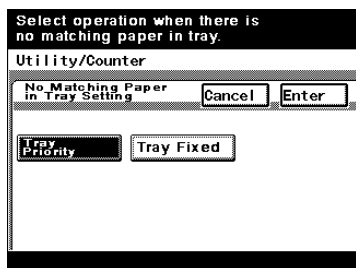 Select operation when there is
no matching paper in tray.
Utility/Counter
No Matching Paper
in Tray Setting
Cancel
Enter
Tray
Priority
Tray Fixed